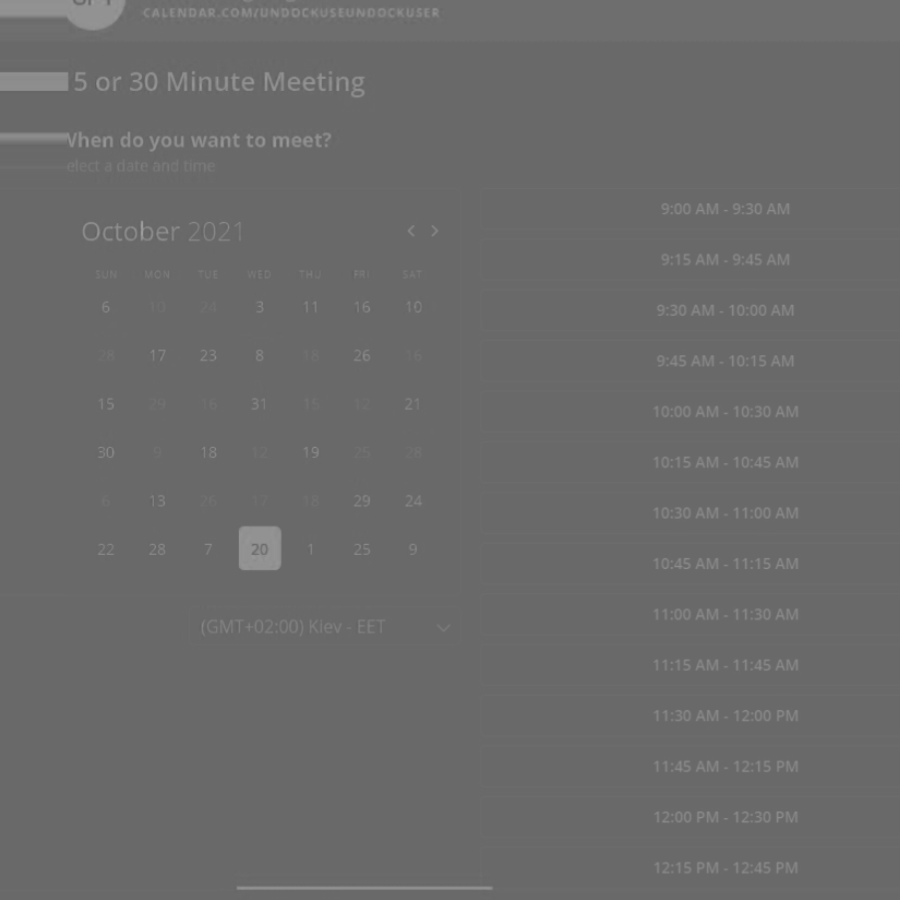 CALENDAR.COM/UNDDCKUSEUNDDCKUSER
5 or 30 Minute Meeting
When do you want to meet?
elect a date and time
October 2021
SUN MON TUE WED THU FRI SAT
6 10 24 3 11 16 10
28 17 23 8 18 26 16
15 29 16 31 15 12 21
30 9 18 12 19 25 28
6 13 26 17 18 29 24
22 28 7 20 1 25 9
(GMT+02:00) Kiev - EET
9:00 AM - 9:30 AM
9:15 AM - 9:45 AM
9:30 AM - 10:00 AM
9:45 AM - 10:15 AM
10:00 AM - 10:30 AM
10:15 AM - 10:45 AM
10:30 AM - 11:00 AM
10:45 AM - 11:15 AM
11:00 AM - 11:30 AM
11:15 AM - 11:45 AM
11:30 AM - 12:00 PM
11:45 AM - 12:15 PM
12:00 PM - 12:30 PM
12:15 PM - 12:45 PM